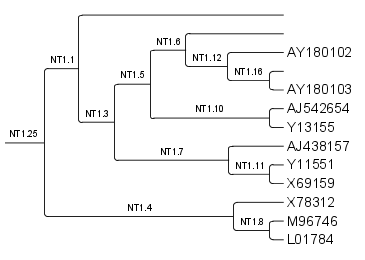 NT1.6
AY180102
NT1.12
NT1.1
NT1.16
NT1.5
AY180103
AJ542654
NT1.10
NT1.3
Y13155
NT1.25
AJ438157
NT1.7
Y11551
NT1.11
X69159
X78312
NT1.4
M96746
NT1.8
L01784